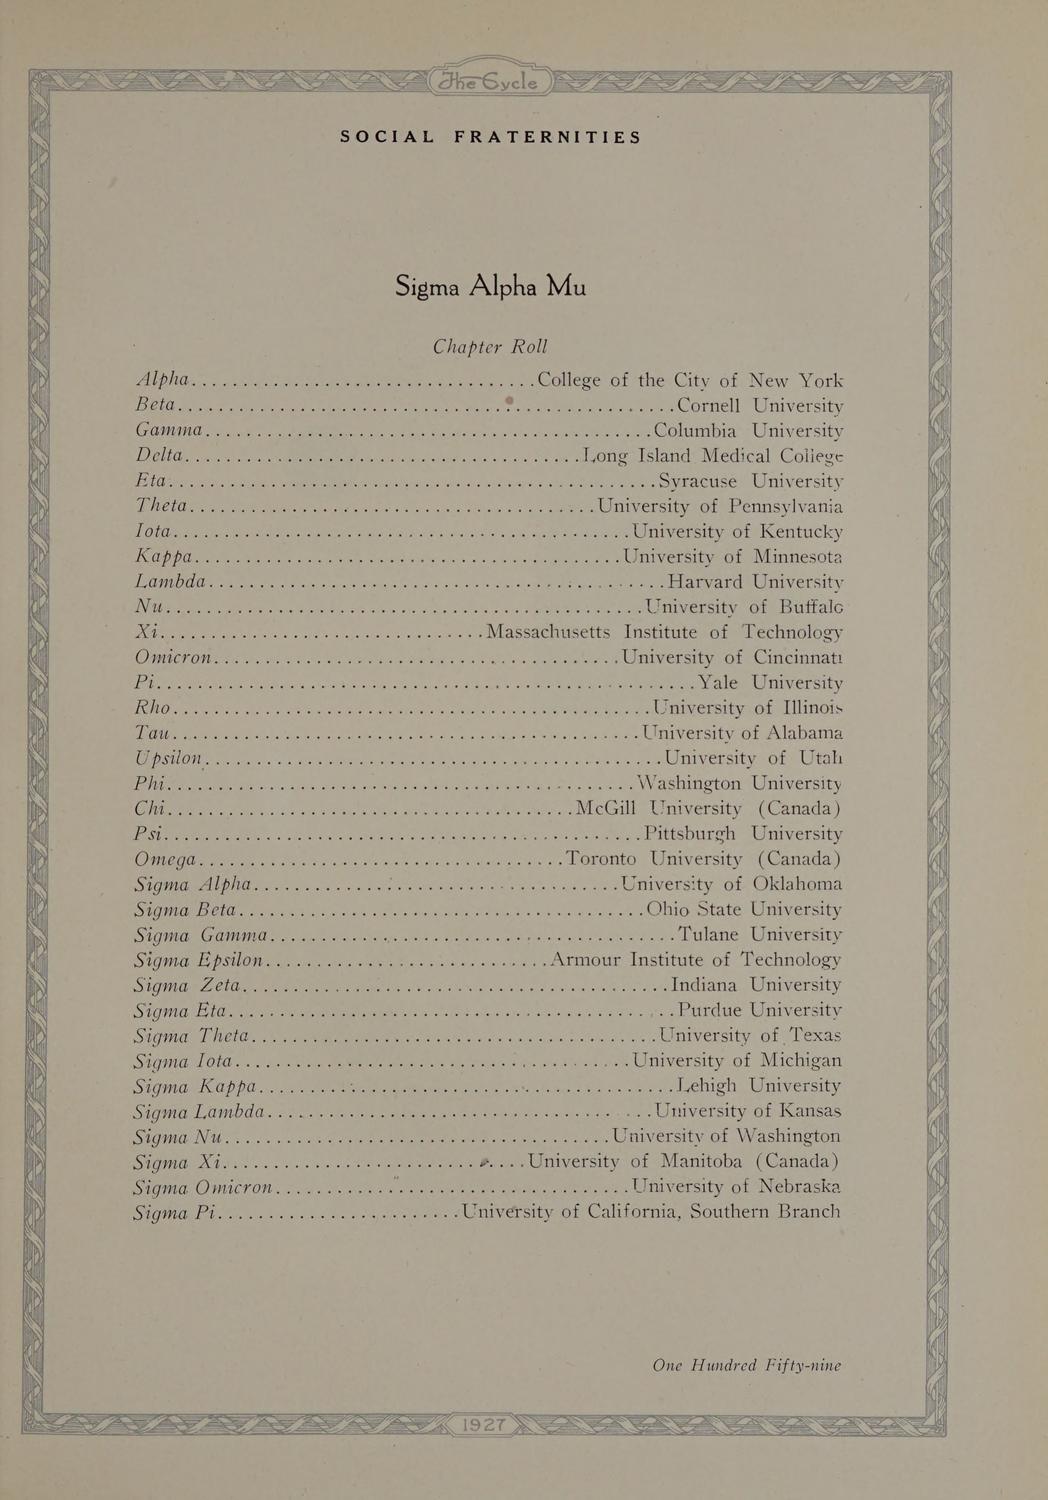 The Cycle
SOCIAL FRATERNITIES
Sigma Alpha Mu
Chapter Roll
Alpha....................................College of the City of New York
Beta....................................................Cornell University
Gamma................................................Columbia University
Delta..........................................Long Island Medical College
Eta....................................................Syracuse University
Theta............................................University of Pennsylvania
Iota................................................University of Kentucky
Kappa..............................................University of Minnesota
Lambda................................................Harvard University
Nu...................................................University of Buffalo
Xi..................................Massachusetts Institute of Technology
Omicron...........................................University of Cincinnati
Pi........................................................Yale University
Rho..................................................University of Illinois
Tau.................................................University of Alabama
Upsilon................................................University of Utah
Phi.................................................Washington University
Chi..........................................McGill University (Canada)
Psi..................................................Pittsburgh University
Omega......................................Toronto University (Canada)
Sigma Alpha......................................University of Oklahoma
Sigma Beta..........................................Ohio State University
Sigma Gamma..........................................Tulane University
Sigma Epsilon.............................Armour Institute of Technology
Sigma Zeta............................................Indiana University
Sigma Eta..............................................Purdue University
Sigma Theta..........................................University of Texas
Sigma Iota.........................................University of Michigan
Sigma Kappa...........................................Lehigh University
Sigma Lambda........................................University of Kansas
Sigma Nu........................................University of Washington
Sigma Xi...............................University of Manitoba (Canada)
Sigma Omicron....................................University of Nebraska
Sigma Pi.........................University of California, Southern Branch
One Hundred Fifty-nine
1927